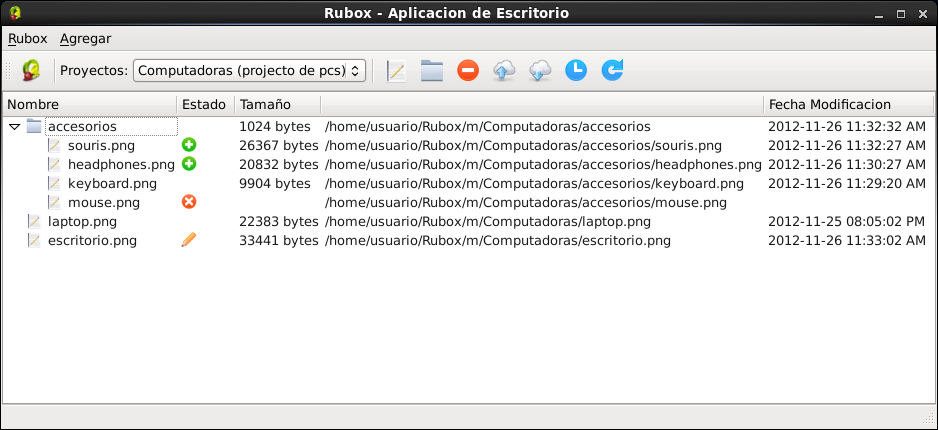 Rubox - Aplicacion de Escritorio
Rubox Agregar
Proyectos: Computadoras (projecto de pcs)
Nombre Estado Tamaño Fecha Modificacion
accesorios 1024 bytes /home/usuario/Rubox/m/Computadoras/accesorios 2012-11-26 11:32:32 AM
souris.png 26367 bytes /home/usuario/Rubox/m/Computadoras/accesorios/souris.png 2012-11-26 11:32:27 AM
headphones.png 20832 bytes /home/usuario/Rubox/m/Computadoras/accesorios/headphones.png 2012-11-26 11:30:27 AM
keyboard.png 9904 bytes /home/usuario/Rubox/m/Computadoras/accesorios/keyboard.png 2012-11-26 11:29:20 AM
mouse.png /home/usuario/Rubox/m/Computadoras/accesorios/mouse.png
laptop.png 22383 bytes /home/usuario/Rubox/m/Computadoras/laptop.png 2012-11-25 08:05:02 PM
escritorio.png 33441 bytes /home/usuario/Rubox/m/Computadoras/escritorio.png 2012-11-26 11:33:02 AM